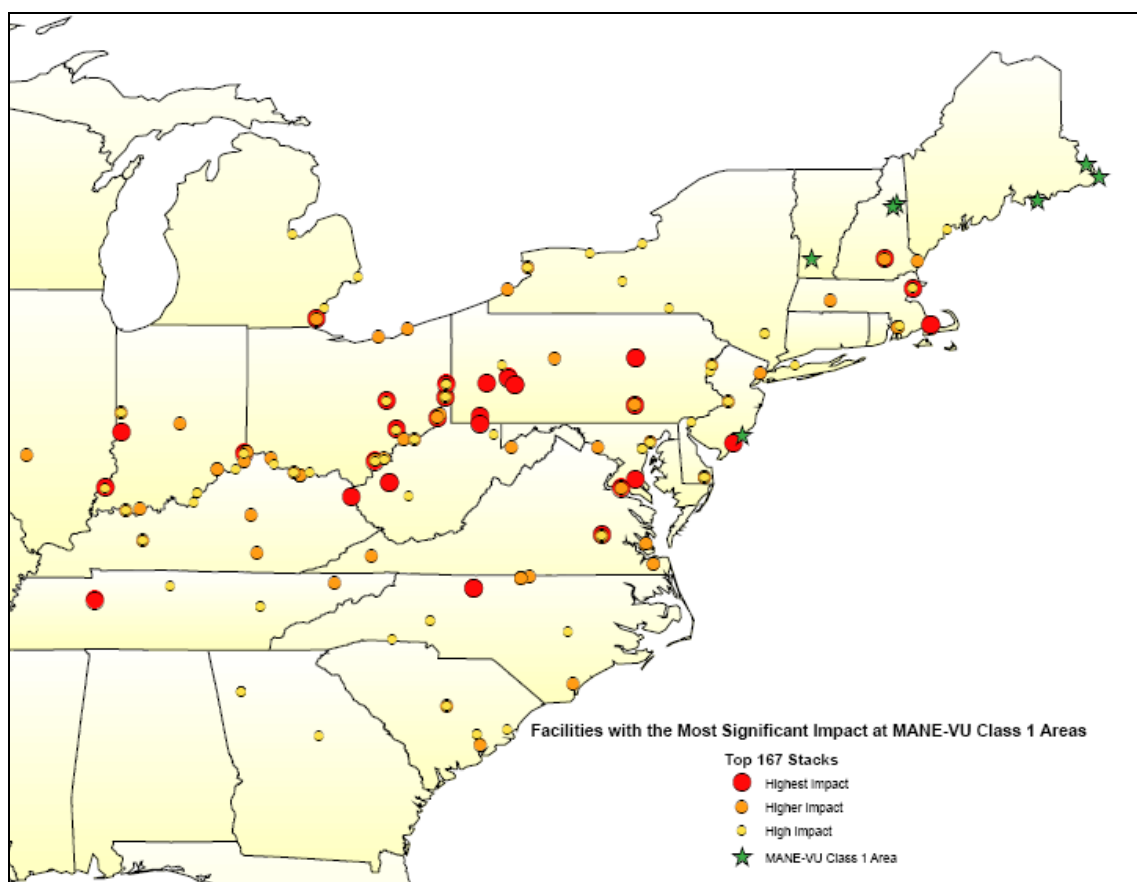 Facilities with the Most Significant Impact at MANE-VU Class 1 Areas
Top 167 Stacks
Highest Impact
Higher Impact
High Impact
MANE-VU Class 1 Area